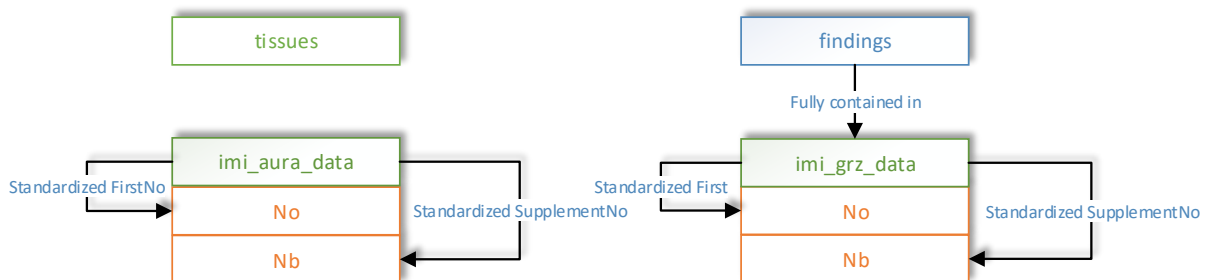 tissues
findings
Fully contained in
imi_aura_data
imi_grz_data
Standardized FirstNo
Standardized First
No
No
Standardized SupplementNo
Standardized SupplementNo
Nb
Nb